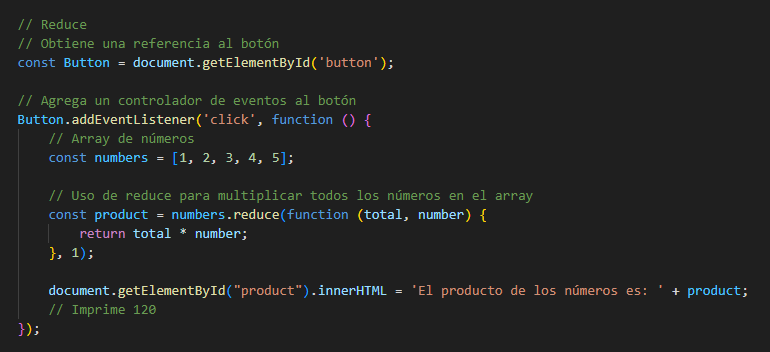 // Reduce
// Obtiene una referencia al botón
const Button = document.getElementById('button');
// Agrega un controlador de eventos al botón
Button.addEventListener('click', function () {
// Array de números
const numbers = [1, 2, 3, 4, 5];
// Uso de reduce para multiplicar todos los números en el array
const product = numbers.reduce(function (total, number) {
return total * number;
}, 1);
document.getElementById("product").innerHTML = 'El producto de los números es: ' + product;
// Imprime 120
});